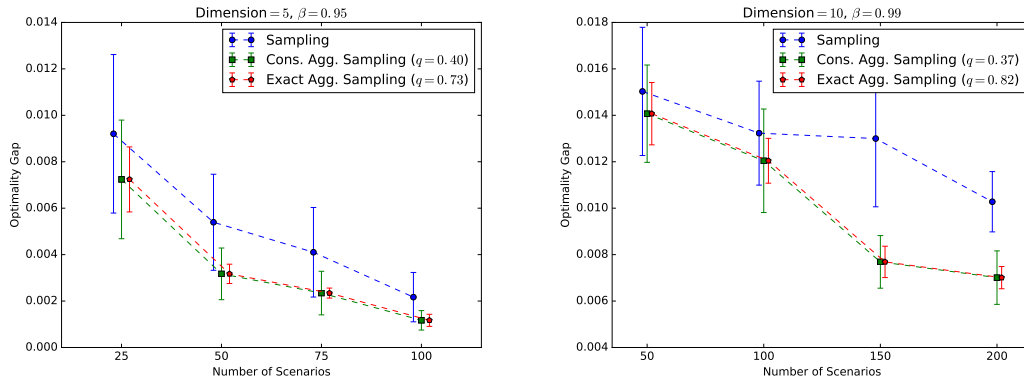 Dimension = 5, β = 0.95
Optimality Gap
0.014
0.012
0.010
0.008
0.006
0.004
0.002
0.000
Sampling
Cons. Agg. Sampling (q = 0.40)
Exact Agg. Sampling (q = 0.73)
25 50 75 100
Number of Scenarios
Dimension = 10, β = 0.99
Optimality Gap
0.018
0.016
0.014
0.012
0.010
0.008
0.006
0.004
Sampling
Cons. Agg. Sampling (q = 0.37)
Exact Agg. Sampling (q = 0.82)
50 100 150 200
Number of Scenarios